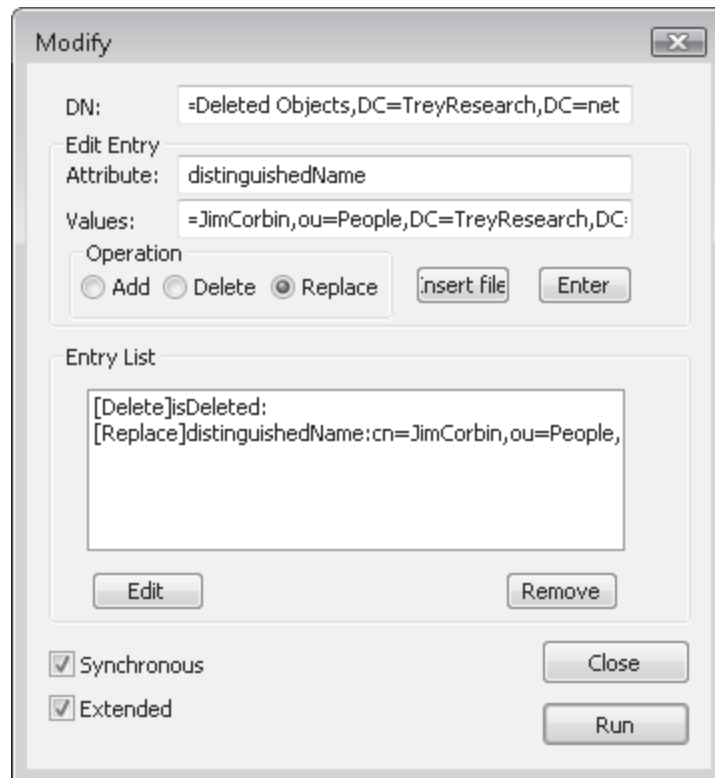 Modify
DN: =Deleted Objects,DC=TreyResearch,DC=net
Edit Entry
Attribute: distinguishedName
Values: =JimCorbin,ou=People,DC=TreyResearch,DC=
Operation
Add Delete Replace Insert file Enter
Entry List
[Delete]isDeleted:
[Replace]distinguishedName:cn=JimCorbin,ou=People,
Edit Remove
Synchronous Close
Extended
Run